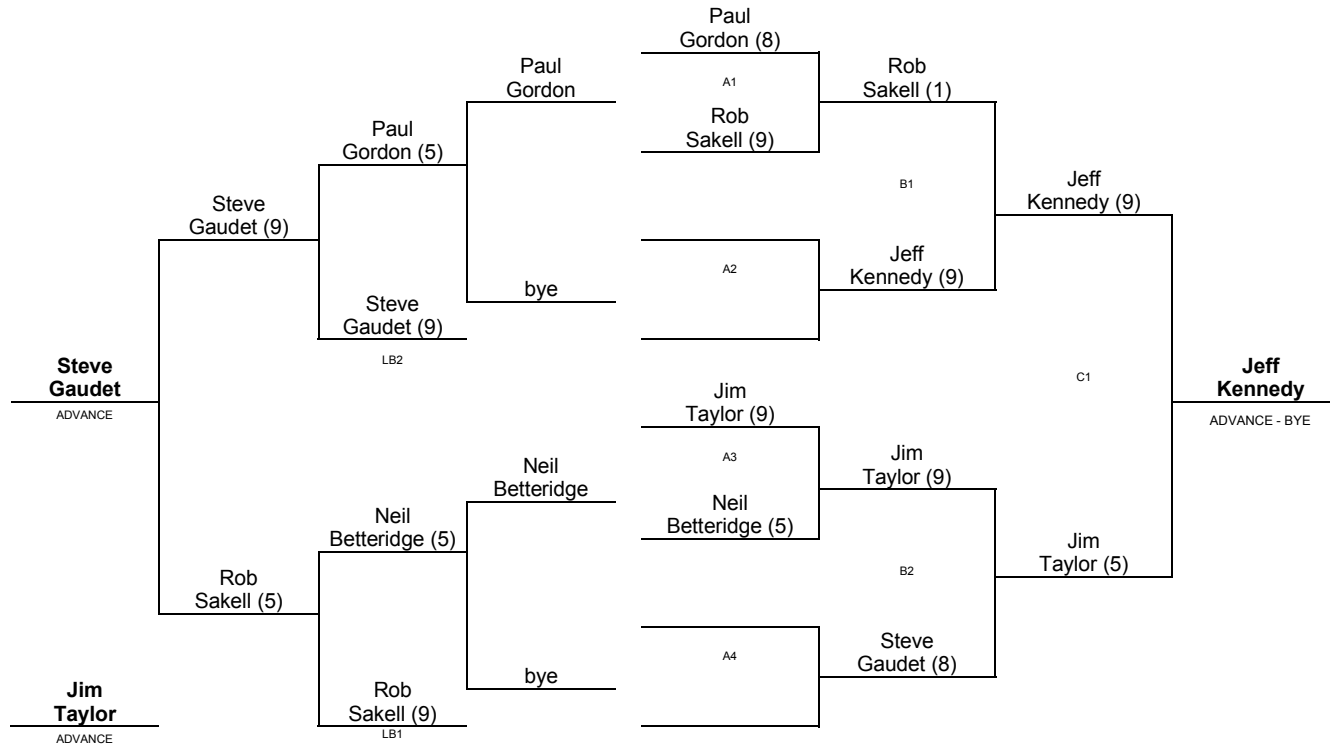 Paul
Gordon (8)
Paul
Gordon
A1
Rob
Sakell (1)
Paul
Gordon (5)
Rob
Sakell (9)
Steve
Gaudet (9)
B1
Jeff
Kennedy (9)
A2
Jeff
Kennedy (9)
bye
Steve
Gaudet (9)
LB2
Steve
Gaudet
ADVANCE
C1
Jeff
Kennedy
ADVANCE - BYE
Jim
Taylor (9)
A3
Jim
Taylor (9)
Neil
Betteridge
Neil
Betteridge (5)
Neil
Betteridge (5)
Jim
Taylor (5)
B2
Rob
Sakell (5)
A4
Steve
Gaudet (8)
bye
Jim
Taylor
ADVANCE
Rob
Sakell (9)
LB1